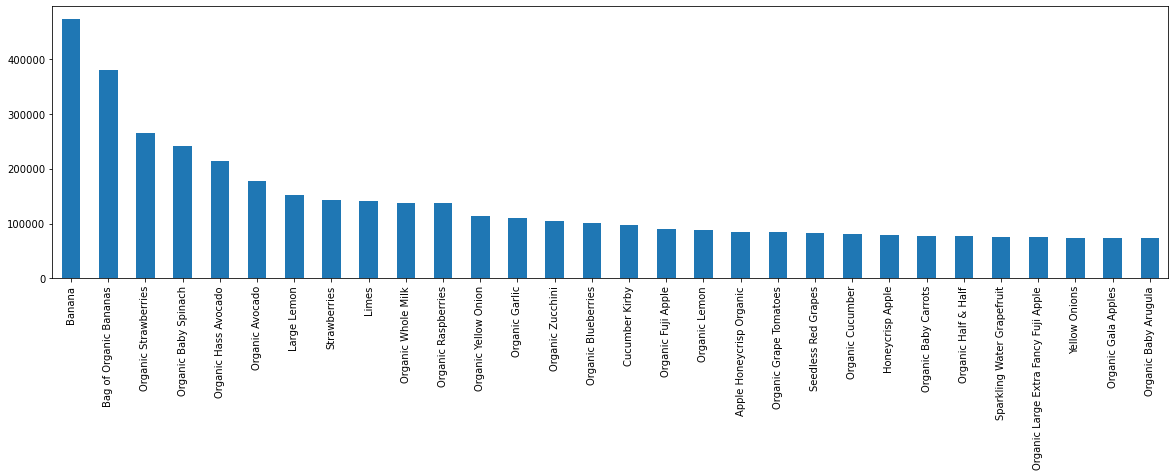 400000
300000
200000
100000
0
Banana
Bag of Organic Bananas
Organic Strawberries
Organic Baby Spinach
Organic Hass Avocado
Organic Avocado
Large Lemon
Strawberries
Limes
Organic Whole Milk
Organic Raspberries
Organic Yellow Onion
Organic Garlic
Organic Zucchini
Organic Blueberries
Cucumber Kirby
Organic Fuji Apple
Organic Lemon
Apple Honeycrisp Organic
Organic Grape Tomatoes
Seedless Red Grapes
Organic Cucumber
Honeycrisp Apple
Organic Baby Carrots
Organic Half & Half
Sparkling Water Grapefruit
Organic Large Extra Fancy Fuji Apple
Yellow Onions
Organic Gala Apples
Organic Baby Arugula